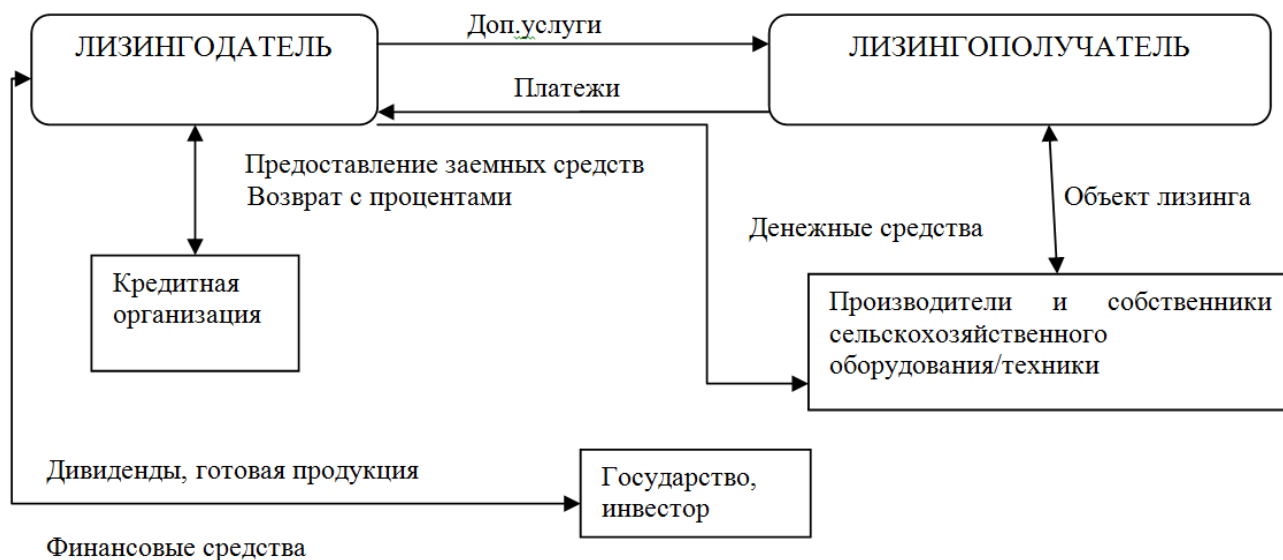 ЛИЗИНГОДАТЕЛЬ
Доп.услуги
ЛИЗИНГОПОЛУЧАТЕЛЬ
Платежи
Предоставление заемных средств
Возврат с процентами
Объект лизинга
Денежные средства
Кредитная
организация
Производители и собственники
сельскохозяйственного
оборудования/техники
Дивиденды, готовая продукция
Государство,
инвестор
Финансовые средства